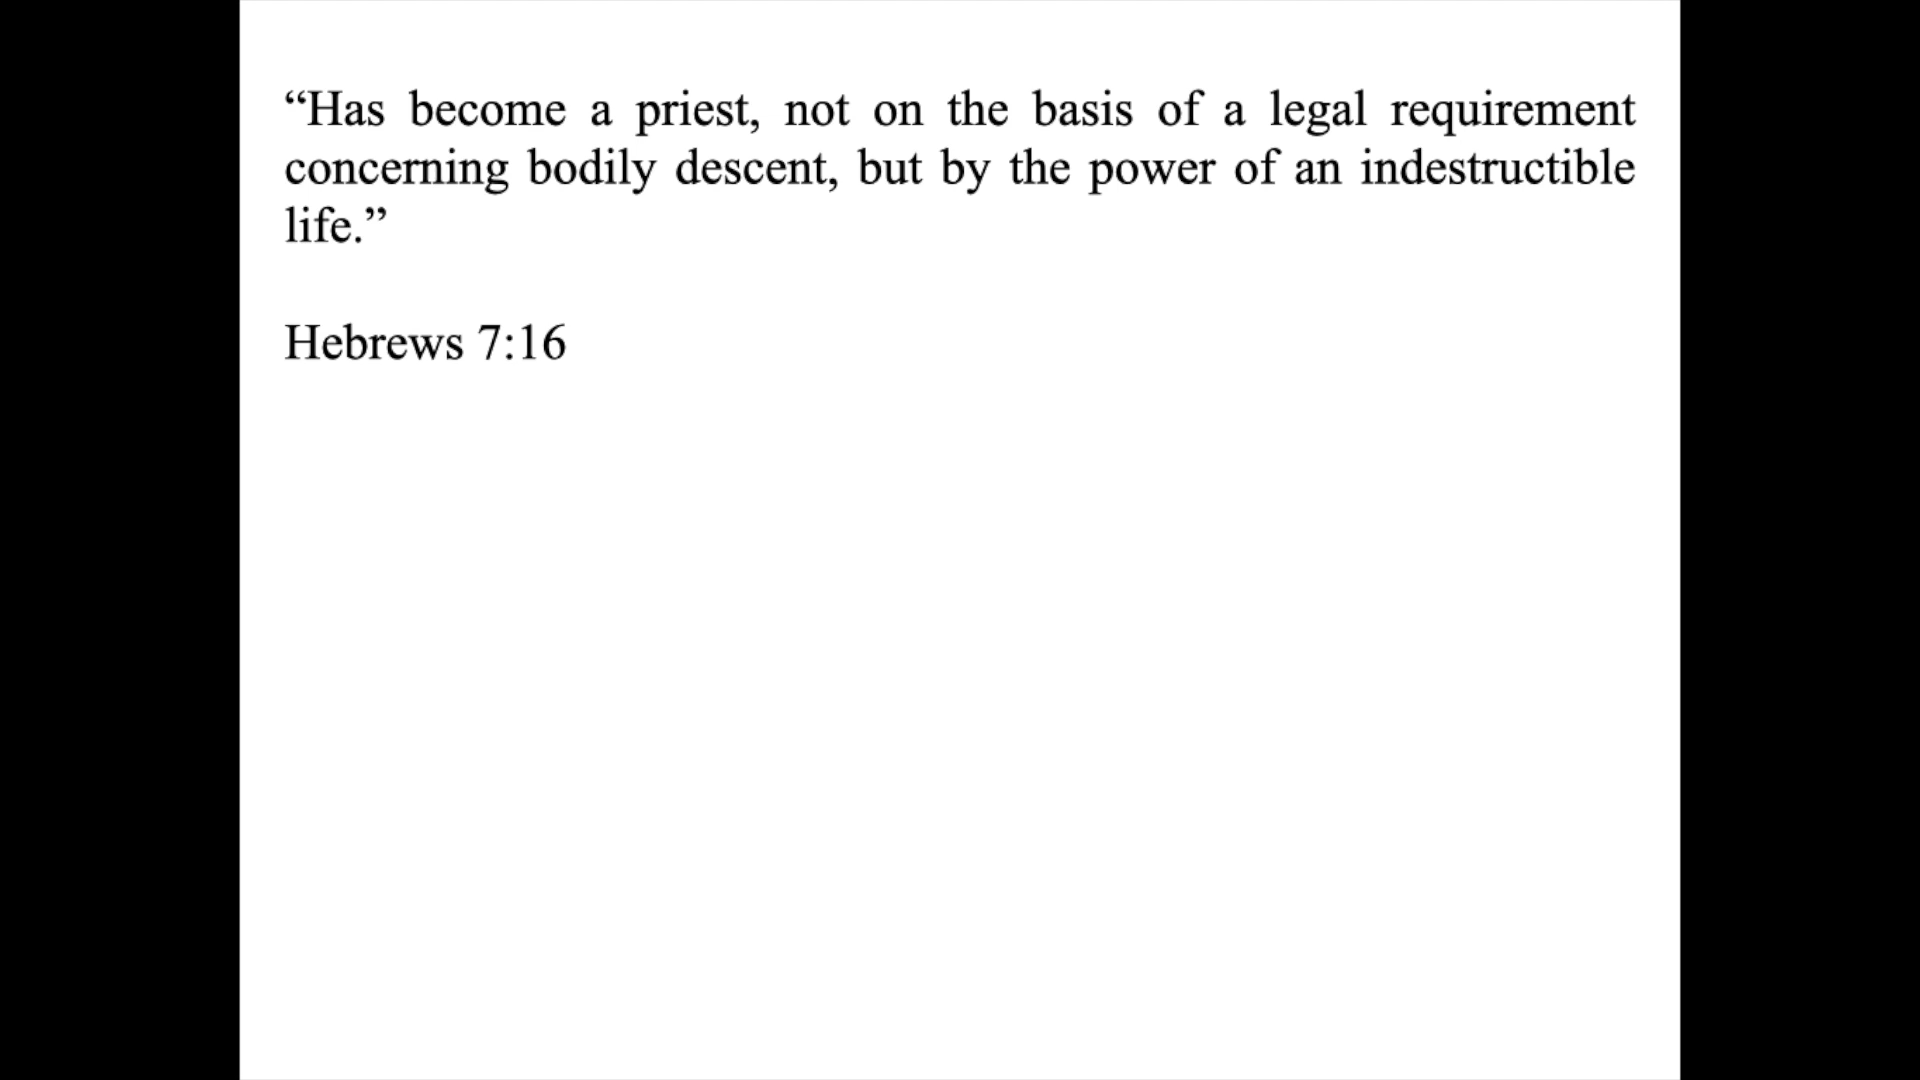 “Has become a priest, not on the basis of a legal requirement
concerning bodily descent, but by the power of an indestructible
life.”
Hebrews 7:16